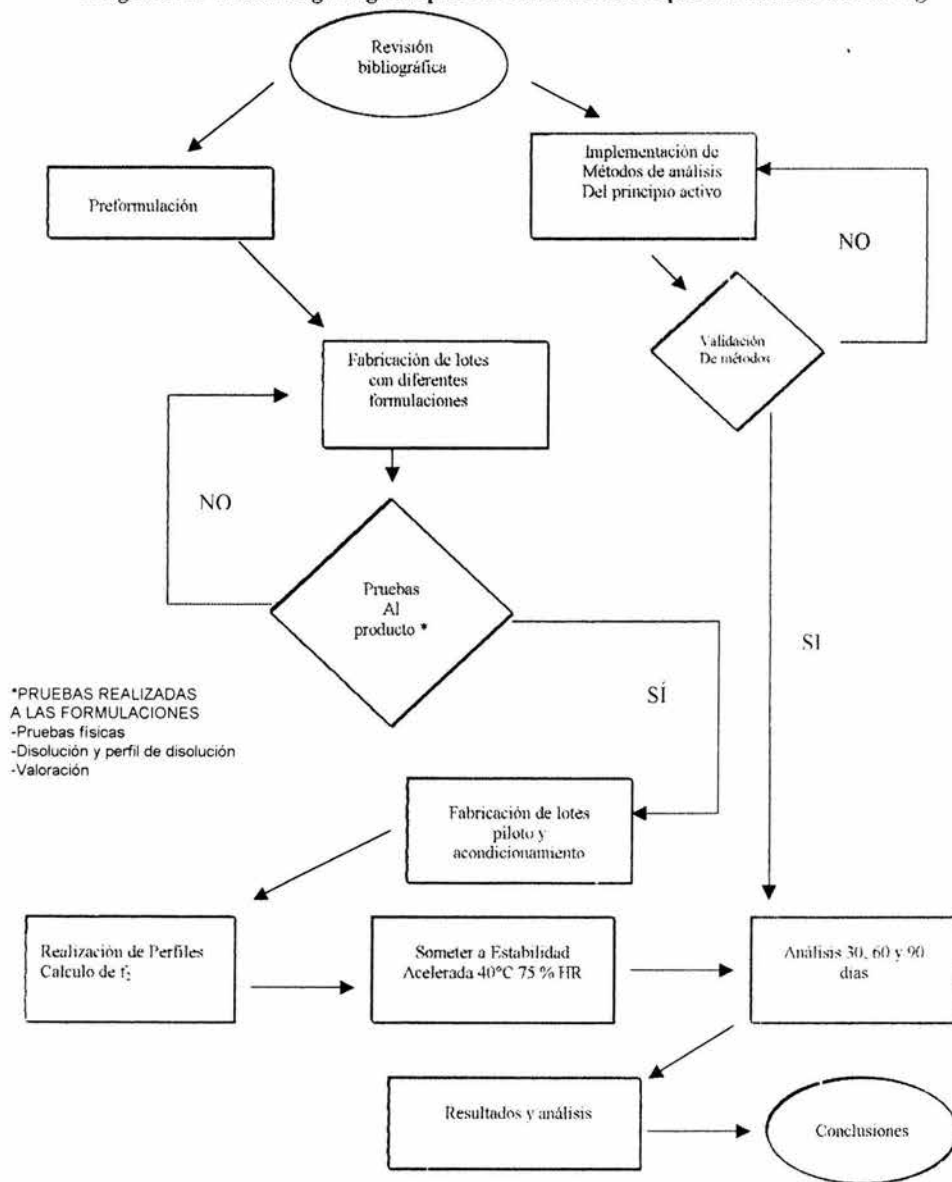 Revisión
bibliográfica
Implementación de
Métodos de análisis
Del principio activo
Preformulación
NO
Validación
De métodos
Fabricación de lotes
con diferentes
formulaciones
NO
Pruebas
Al
producto *
SI
SÍ
*PRUEBAS REALIZADAS
A LAS FORMULACIONES
-Pruebas físicas
-Disolución y perfil de disolución
-Valoración
Fabricación de lotes
piloto y
acondicionamiento
Realización de Perfiles
Calculo de f2
Someter a Estabilidad
Acelerada 40°C 75 % HR
Análisis 30, 60 y 90
dias
Resultados y análisis
Conclusiones